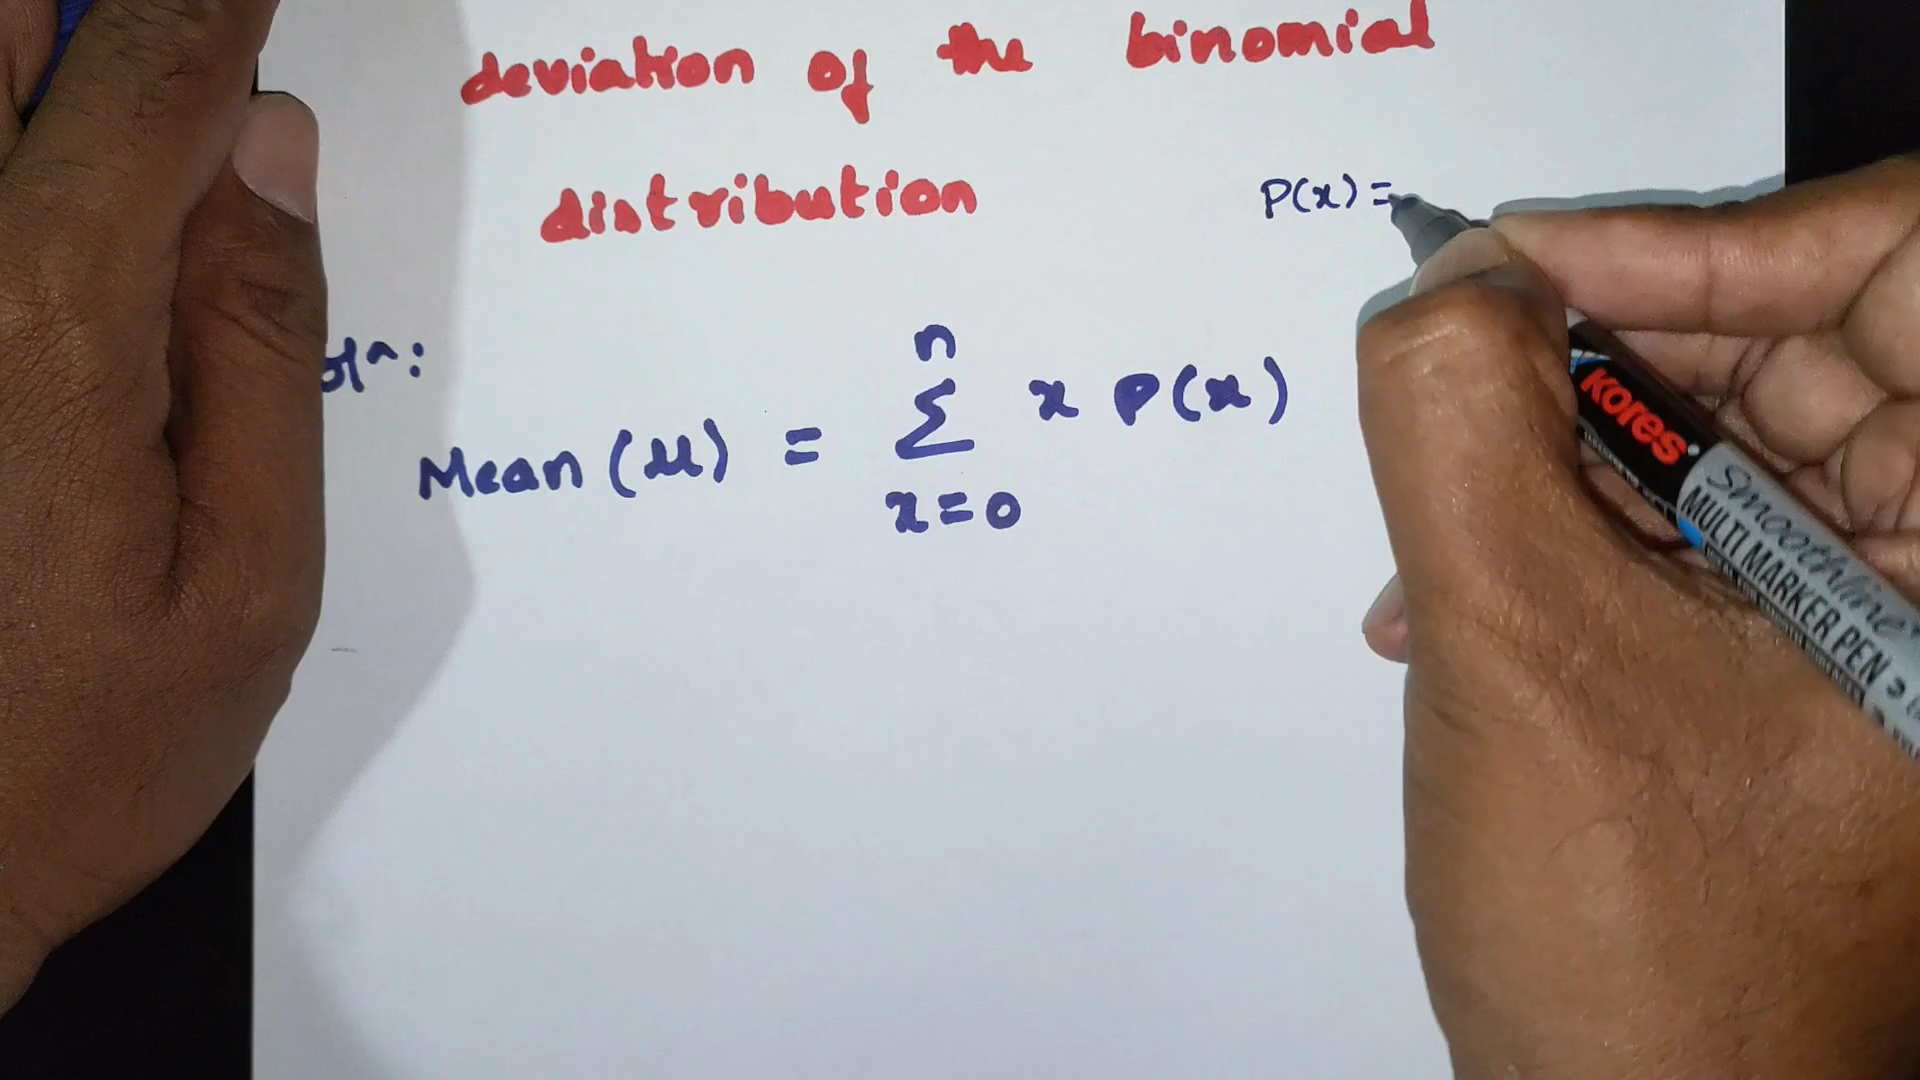 deviation of the binomial
distribution
P(x) =
Mean (μ) = n Σ x=0 x P(x)
Kores
Smoothline
MULTI MARKER PEN